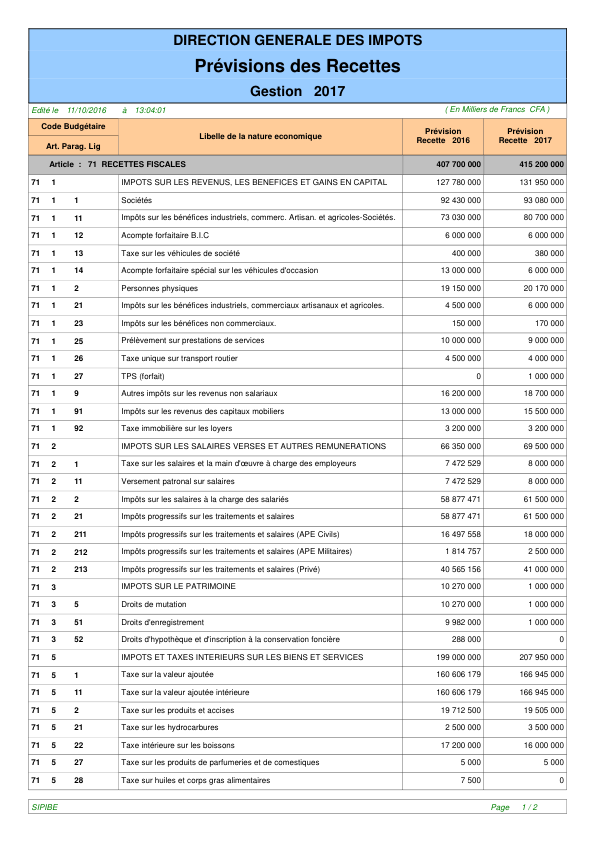 DIRECTION GENERALE DES IMPOTS
Prévisions des Recettes
Gestion 2017
Edité le 11/10/2016 à 13:04:01 ( En Milliers de Francs CFA )
Code Budgétaire
Art. Parag. Lig
Libelle de la nature economique
Prévision Recette 2016
Prévision Recette 2017
Article : 71 RECETTES FISCALES 407 700 000 415 200 000
71 1 IMPOTS SUR LES REVENUS, LES BENEFICES ET GAINS EN CAPITAL 127 780 000 131 950 000
71 1 1 Sociétés 92 430 000 93 080 000
71 1 11 Impôts sur les bénéfices industriels, commerc. Artisan. et agricoles-Sociétés. 73 030 000 80 700 000
71 1 12 Acompte forfaitaire B.I.C 6 000 000 6 000 000
71 1 13 Taxe sur les véhicules de société 400 000 380 000
71 1 14 Acompte forfaitaire spécial sur les véhicules d'occasion 13 000 000 6 000 000
71 1 2 Personnes physiques 19 150 000 20 170 000
71 1 21 Impôts sur les bénéfices industriels, commerciaux artisanaux et agricoles. 4 500 000 6 000 000
71 1 23 Impôts sur les bénéfices non commerciaux. 150 000 170 000
71 1 25 Prélèvement sur prestations de services 10 000 000 9 000 000
71 1 26 Taxe unique sur transport routier 4 500 000 4 000 000
71 1 27 TPS (forfait) 0 1 000 000
71 1 9 Autres impôts sur les revenus non salariaux 16 200 000 18 700 000
71 1 91 Impôts sur les revenus des capitaux mobiliers 13 000 000 15 500 000
71 1 92 Taxe immobilière sur les loyers 3 200 000 3 200 000
71 2 IMPOTS SUR LES SALAIRES VERSES ET AUTRES REMUNERATIONS 66 350 000 69 500 000
71 2 1 Taxe sur les salaires et la main d'œuvre à charge des employeurs 7 472 529 8 000 000
71 2 11 Versement patronal sur salaires 7 472 529 8 000 000
71 2 2 Impôts sur les salaires à la charge des salariés 58 877 471 61 500 000
71 2 21 Impôts progressifs sur les traitements et salaires 58 877 471 61 500 000
71 2 211 Impôts progressifs sur les traitements et salaires (APE Civils) 16 497 558 18 000 000
71 2 212 Impôts progressifs sur les traitements et salaires (APE Militaires) 1 814 757 2 500 000
71 2 213 Impôts progressifs sur les traitements et salaires (Privé) 40 565 156 41 000 000
71 3 IMPOTS SUR LE PATRIMOINE 10 270 000 1 000 000
71 3 5 Droits de mutation 10 270 000 1 000 000
71 3 51 Droits d'enregistrement 9 982 000 1 000 000
71 3 52 Droits d'hypothèque et d'inscription à la conservation foncière 288 000 0
71 5 IMPOTS ET TAXES INTERIEURS SUR LES BIENS ET SERVICES 199 000 000 207 950 000
71 5 1 Taxe sur la valeur ajoutée 160 606 179 166 945 000
71 5 11 Taxe sur la valeur ajoutée intérieure 160 606 179 166 945 000
71 5 2 Taxe sur les produits et accises 19 712 500 19 505 000
71 5 21 Taxe sur les hydrocarbures 2 500 000 3 500 000
71 5 22 Taxe intérieure sur les boissons 17 200 000 16 000 000
71 5 27 Taxe sur les produits de parfumeries et de comestiques 5 000 5 000
71 5 28 Taxe sur huiles et corps gras alimentaires 7 500 0
SIPIBE Page 1 / 2